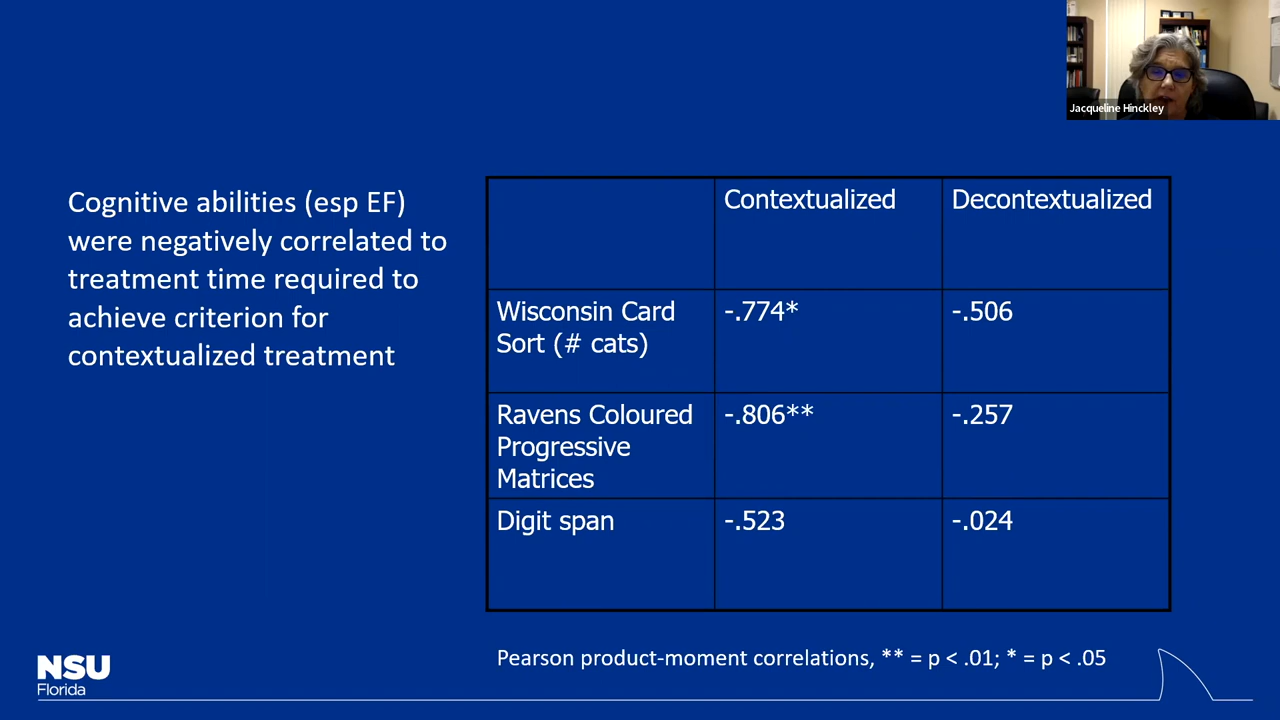 Jacqueline Hinckley
Cognitive abilities (esp EF)
were negatively correlated to
treatment time required to
achieve criterion for
contextualized treatment
Contextualized
Decontextualized
Wisconsin Card
Sort (# cats)
-.774*
-.506
Ravens Coloured
Progressive
Matrices
-.806**
-.257
Digit span
-.523
-.024
Pearson product-moment correlations, ** = p < .01; * = p < .05
NSU
Florida